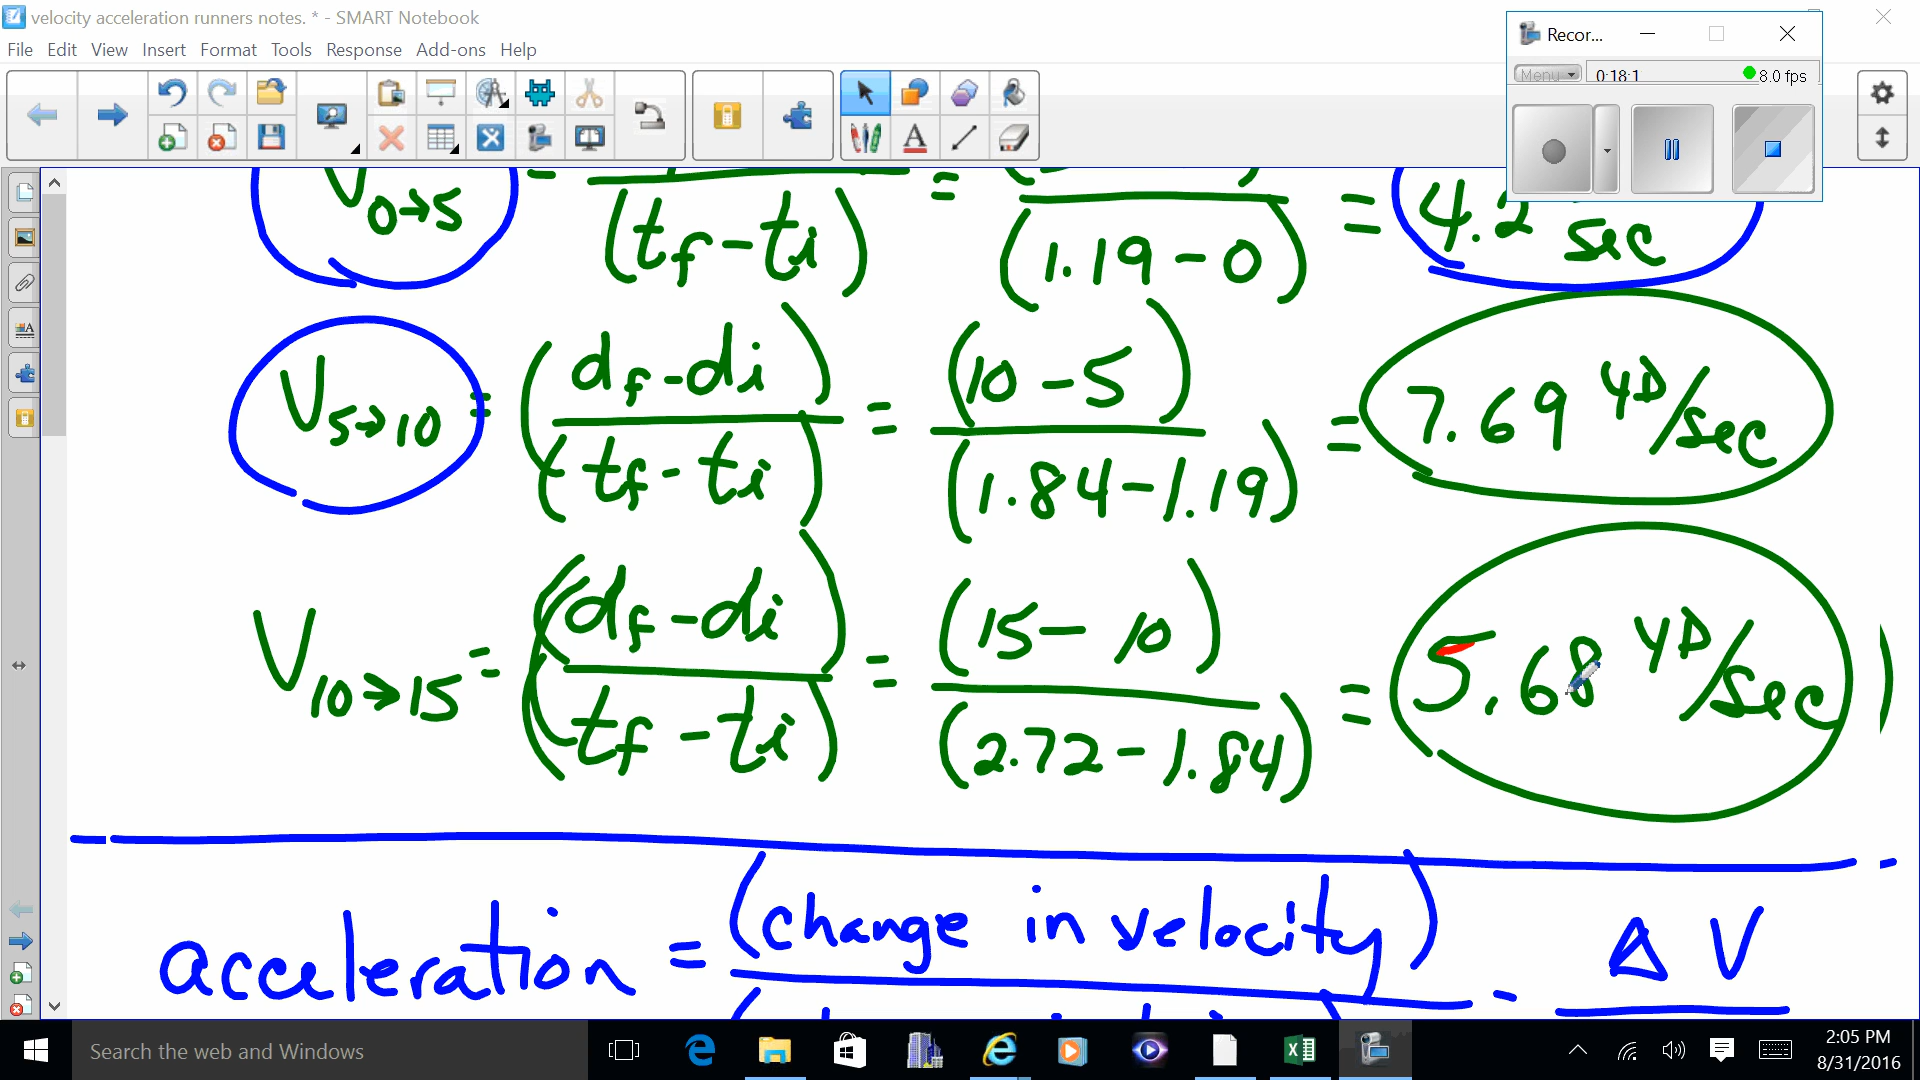 velocity acceleration runners notes. * - SMART Notebook
File Edit View Insert Format Tools Response Add-ons Help
Recor...
Menu 0:18:1 8.0 fps
V0→5 = (tf - ti) = (1.19 - 0) = 4.2 sec
V5→10 = (df - di) / (tf - ti) = (10 - 5) / (1.84 - 1.19) = 7.69 YD/sec
V10→15 = (df - di) / (tf - ti) = (15 - 10) / (2.72 - 1.84) = 5.68 YD/sec
acceleration = (change in velocity) - Δ V
Search the web and Windows
2:05 PM
8/31/2016